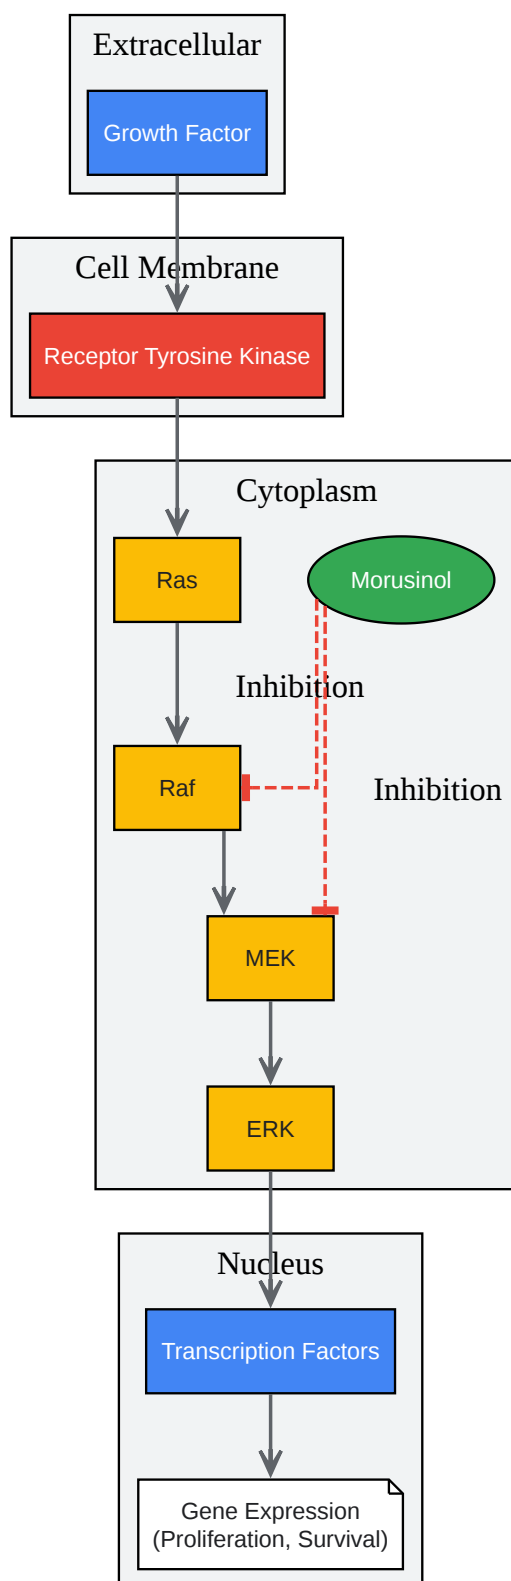 Extracellular
Growth Factor
Cell Membrane
Receptor Tyrosine Kinase
Cytoplasm
Ras
Morusinol
Inhibition
Raf
Inhibition
MEK
ERK
Nucleus
Transcription Factors
Gene Expression
(Proliferation, Survival)